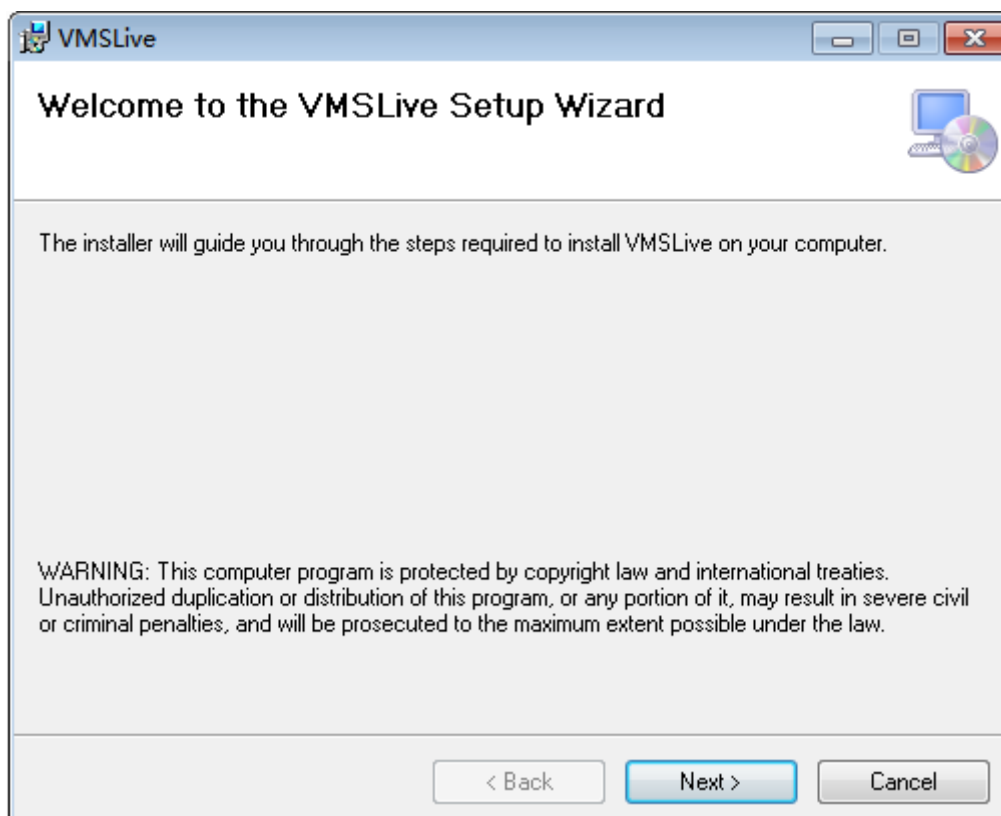 VMSLive
Welcome to the VMSLive Setup Wizard
The installer will guide you through the steps required to install VMSLive on your computer.
WARNING: This computer program is protected by copyright law and international treaties.
Unauthorized duplication or distribution of this program, or any portion of it, may result in severe civil
or criminal penalties, and will be prosecuted to the maximum extent possible under the law.
< Back
Next >
Cancel